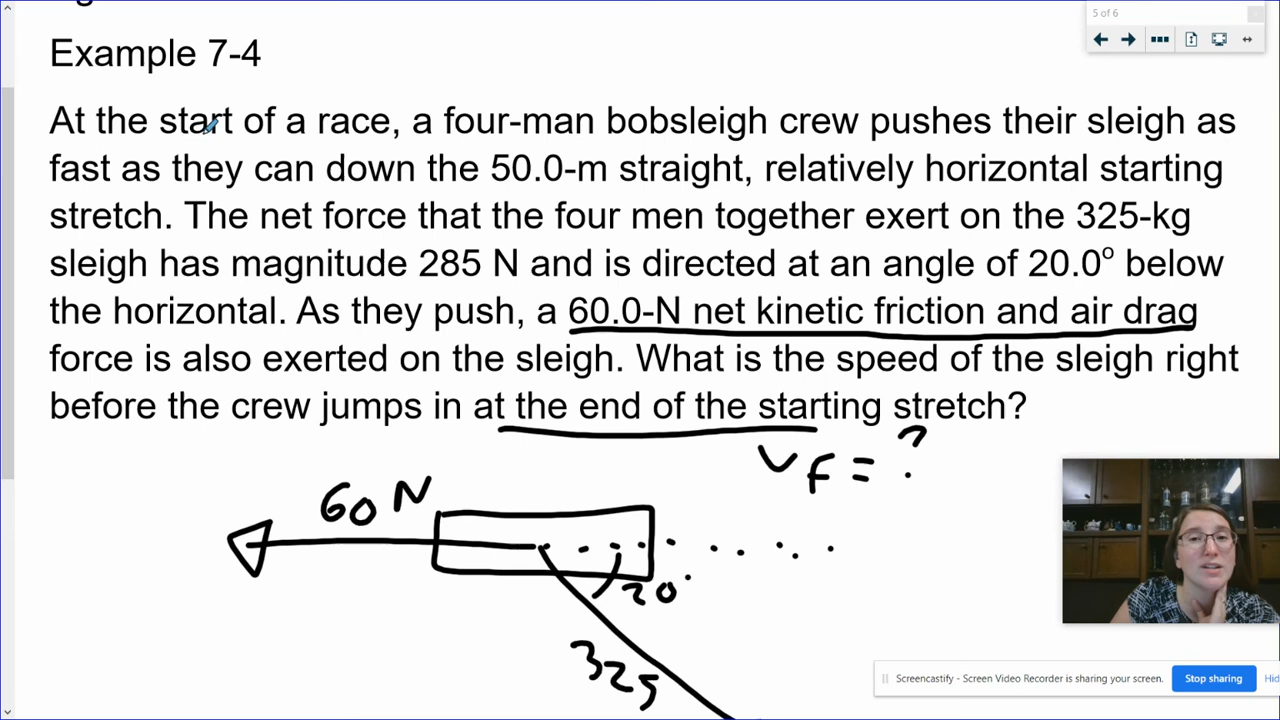 5 of 6
Example 7-4
At the start of a race, a four-man bobsleigh crew pushes their sleigh as
fast as they can down the 50.0-m straight, relatively horizontal starting
stretch. The net force that the four men together exert on the 325-kg
sleigh has magnitude 285 N and is directed at an angle of 20.0° below
the horizontal. As they push, a 60.0-N net kinetic friction and air drag
force is also exerted on the sleigh. What is the speed of the sleigh right
before the crew jumps in at the end of the starting stretch?
vF = ?
60 N
20°
325
Screencastify - Screen Video Recorder is sharing your screen.
Stop sharing
Hid